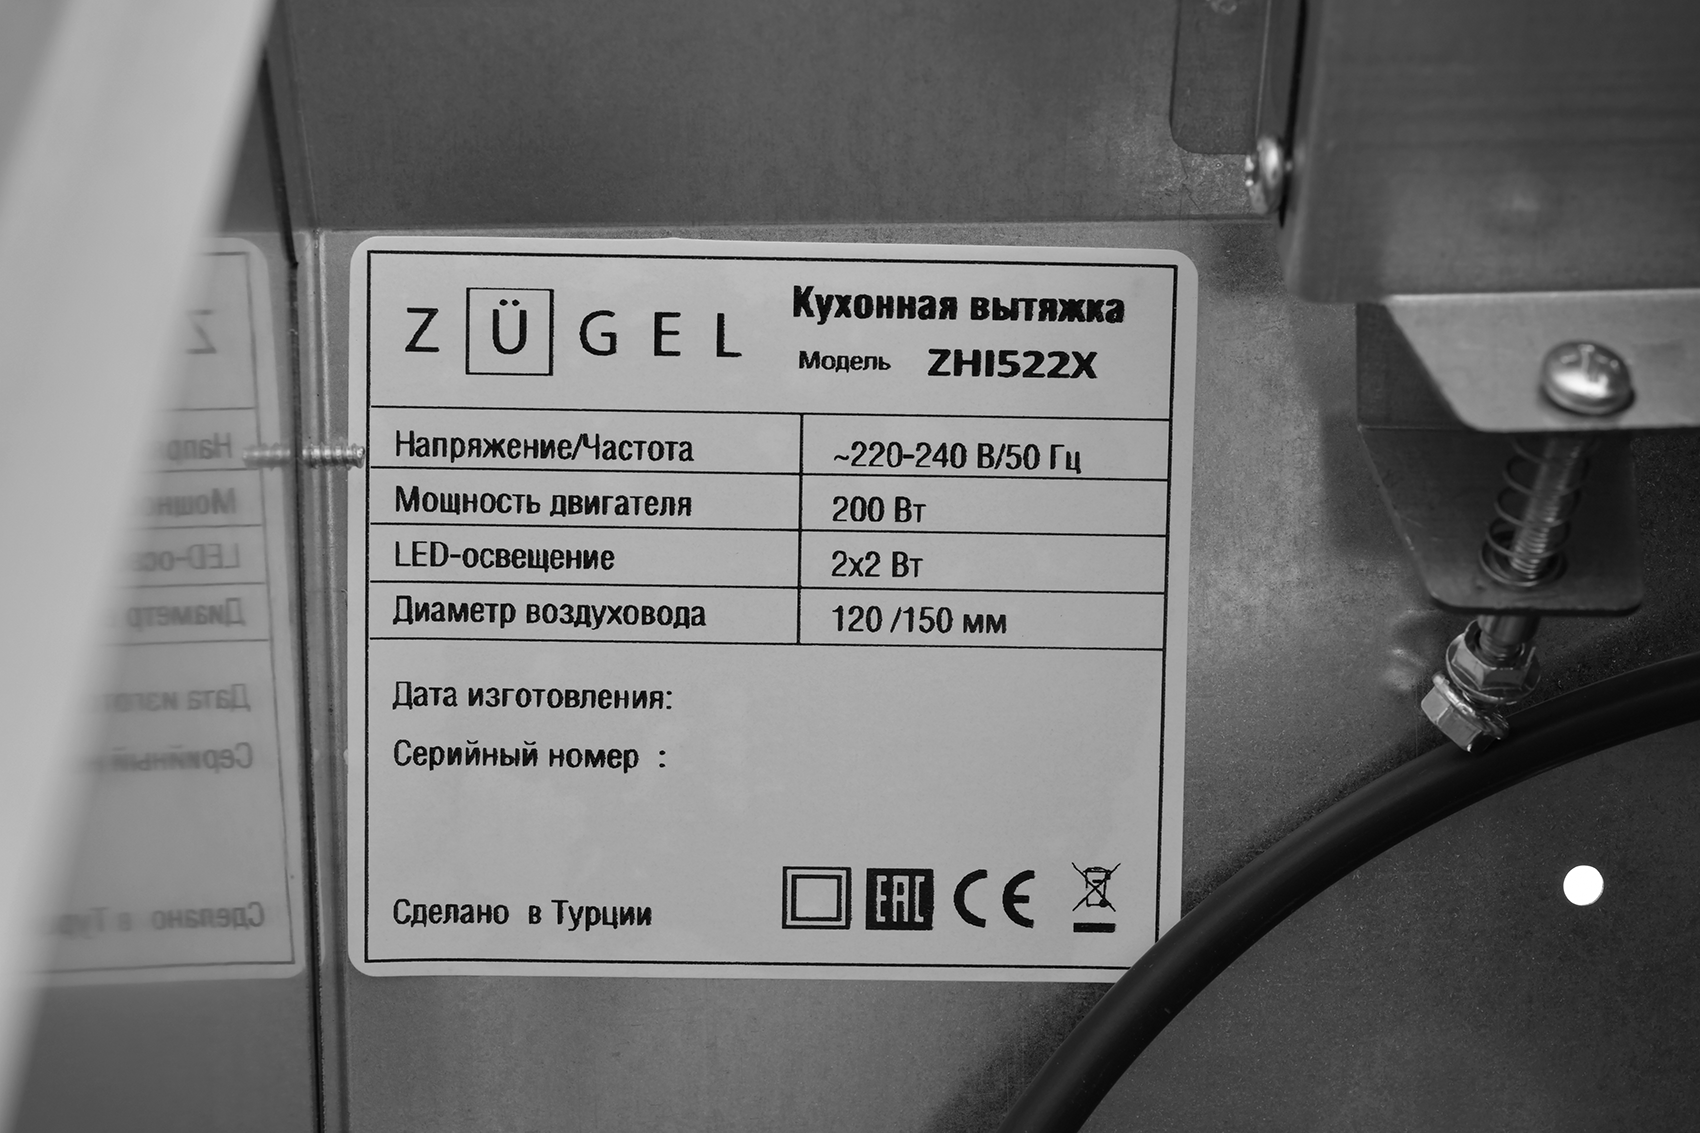 ZÜGEL
Кухонная вытяжка
Модель ZHI522X
Напряжение/Частота ~220-240 В/50 Гц
Мощность двигателя 200 Вт
LED-освещение 2x2 Вт
Диаметр воздуховода 120 /150 мм
Дата изготовления:
Серийный номер :
Сделано в Турции
EAC CE